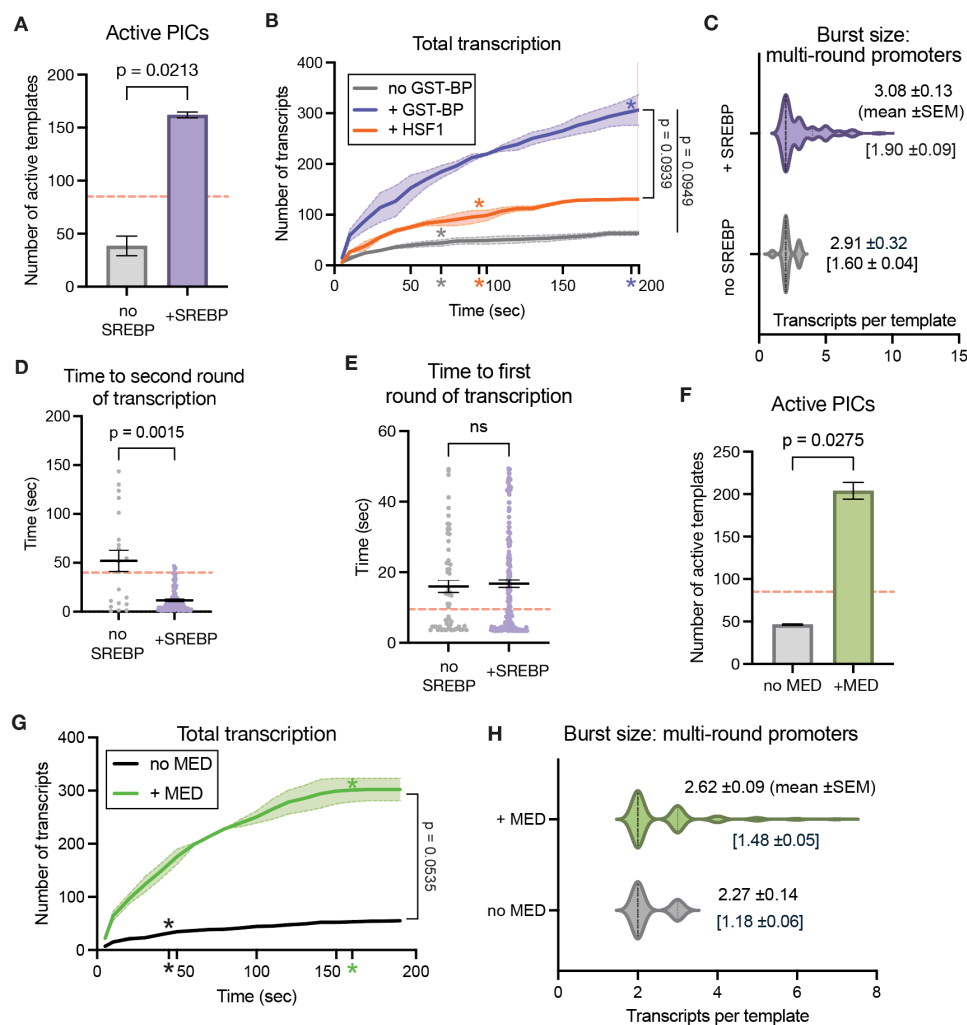 A
Active PICs
p = 0.0213
Number of active templates
200
150
100
50
0
no SREBP
+SREBP
B
Total transcription
no GST-BP
+ GST-BP
+ HSF1
Number of transcripts
400
300
200
100
0
* * *
p = 0.0939
p = 0.0949
0 50 100 150 200
* * *
Time (sec)
C
Burst size:
multi-round promoters
3.08 ±0.13
(mean ±SEM)
[1.90 ±0.09]
+ SREBP
2.91 ±0.32
[1.60 ± 0.04]
no SREBP
Transcripts per template
0 5 10 15
D
Time to second round
of transcription
p = 0.0015
Time (sec)
200
150
100
50
0
no SREBP
+SREBP
E
Time to first
round of transcription
ns
Time (sec)
60
40
20
0
no SREBP
+SREBP
F
Active PICs
p = 0.0275
Number of active templates
250
200
150
100
50
0
no MED
+MED
G
Total transcription
no MED
+ MED
Number of transcripts
400
300
200
100
0
* *
p = 0.0535
0 50 100 150 200
* *
Time (sec)
H
Burst size: multi-round promoters
2.62 ±0.09 (mean ±SEM)
+ MED
[1.48 ±0.05]
2.27 ±0.14
no MED
[1.18 ±0.06]
0 2 4 6 8
Transcripts per template